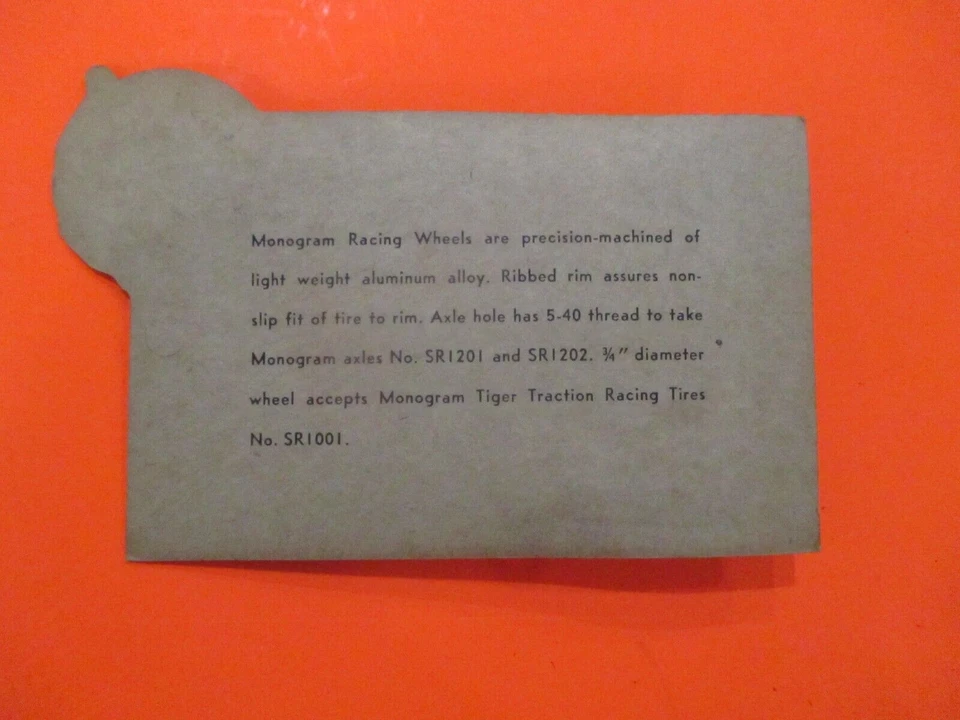 Monogram Racing Wheels are precision-machined of
light weight aluminum alloy. Ribbed rim assures non-
slip fit of tire to rim. Axle hole has 5-40 thread to take
Monogram axles No. SR1201 and SR1202. ¾" diameter
wheel accepts Monogram Tiger Traction Racing Tires
No. SR1001.